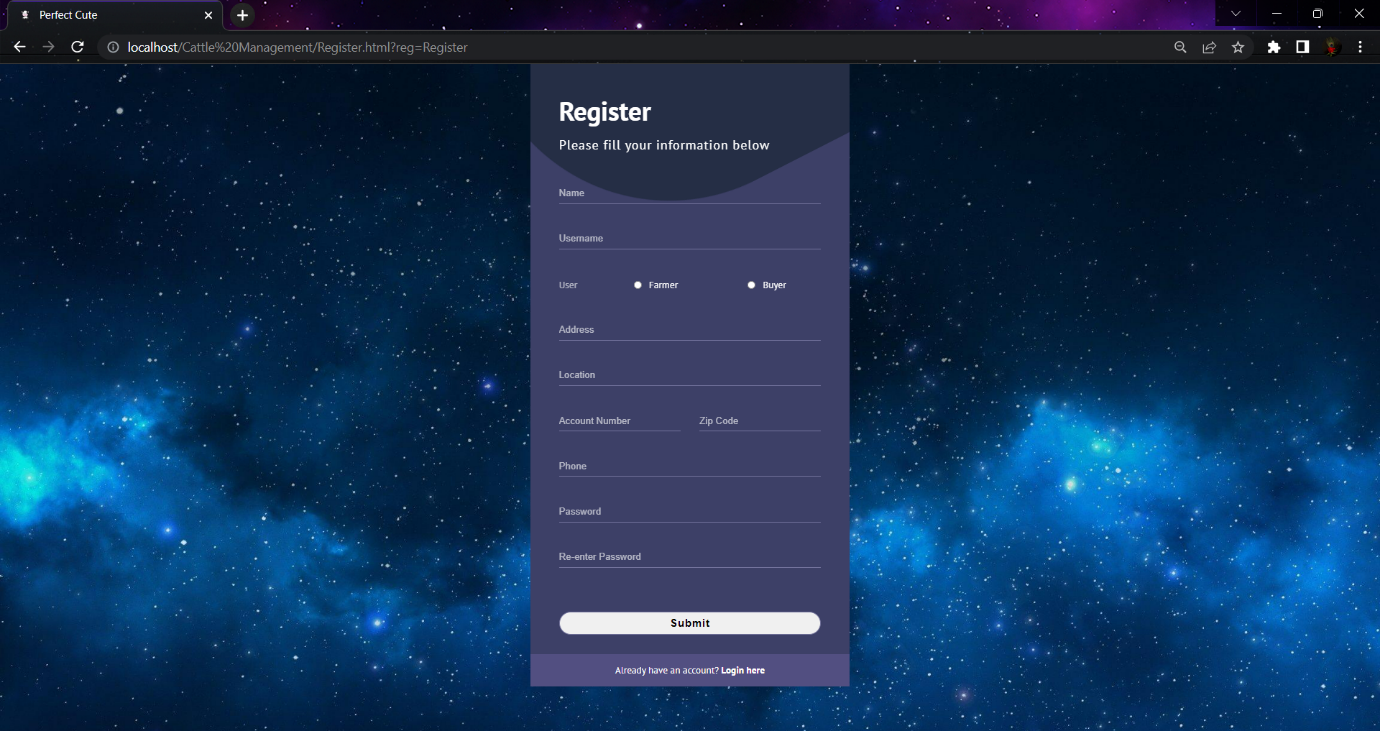 Perfect Cute
localhost/Cattle%20Management/Register.html?reg=Register
Register
Please fill your information below
Name
Username
User Farmer Buyer
Address
Location
Account Number Zip Code
Phone
Password
Re-enter Password
Submit
Already have an account? Login here